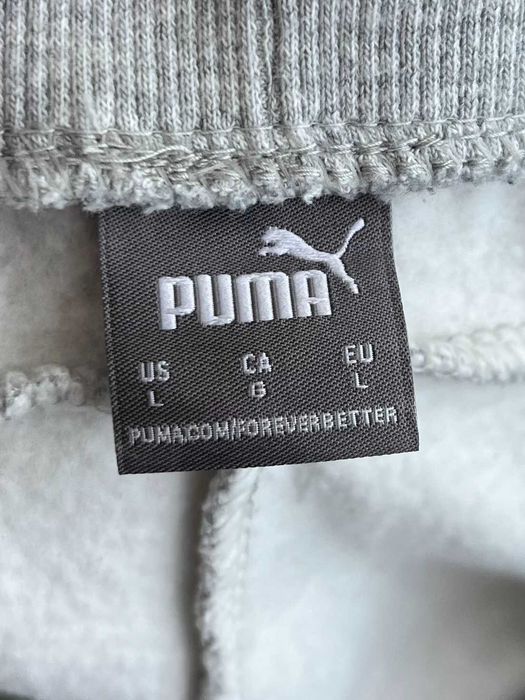 PUMA
US CA EU
L G L
PUMA.COM/FOREVERBETTER